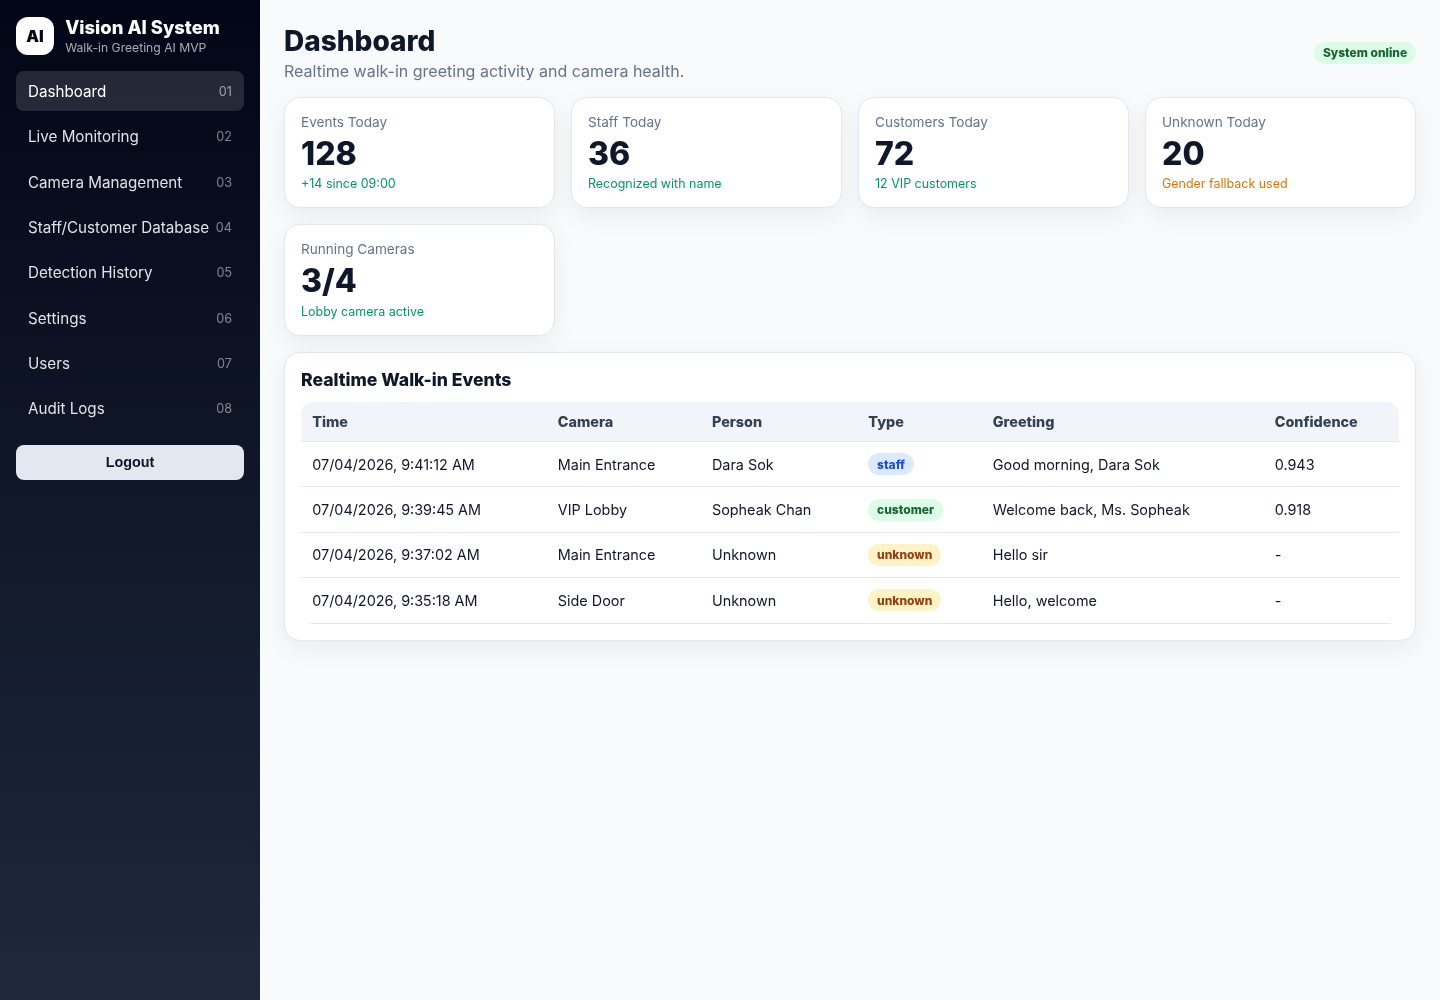 AI
Vision AI System
Walk-in Greeting AI MVP
Dashboard 01
Live Monitoring 02
Camera Management 03
Staff/Customer Database 04
Detection History 05
Settings 06
Users 07
Audit Logs 08
Logout
Dashboard
Realtime walk-in greeting activity and camera health.
System online
Events Today
128
+14 since 09:00
Staff Today
36
Recognized with name
Customers Today
72
12 VIP customers
Unknown Today
20
Gender fallback used
Running Cameras
3/4
Lobby camera active
Realtime Walk-in Events
Time Camera Person Type Greeting Confidence
07/04/2026, 9:41:12 AM Main Entrance Dara Sok staff Good morning, Dara Sok 0.943
07/04/2026, 9:39:45 AM VIP Lobby Sopheak Chan customer Welcome back, Ms. Sopheak 0.918
07/04/2026, 9:37:02 AM Main Entrance Unknown unknown Hello sir -
07/04/2026, 9:35:18 AM Side Door Unknown unknown Hello, welcome -